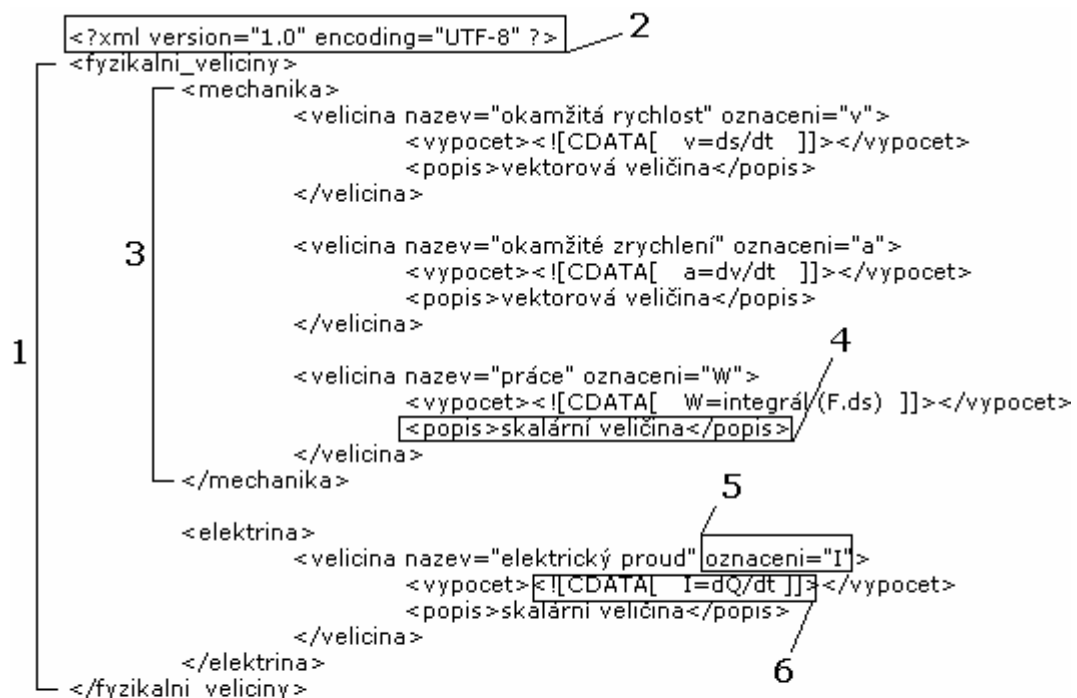 2
<?xml version="1.0" encoding="UTF-8" ?>
<fyzikalni_veliciny>
<mechanika>
<velicina nazev="okamžitá rychlost" oznaceni="v">
<vypocet><![CDATA[   v=ds/dt   ]]></vypocet>
<popis>vektorová veličina</popis>
</velicina>
3
<velicina nazev="okamžité zrychlení" oznaceni="a">
<vypocet><![CDATA[   a=dv/dt   ]]></vypocet>
<popis>vektorová veličina</popis>
</velicina>
1
4
<velicina nazev="práce" oznaceni="W">
<vypocet><![CDATA[   W=integrál (F.ds)   ]]></vypocet>
<popis>skalární veličina</popis>
</velicina>
</mechanika>
5
<elektrina>
<velicina nazev="elektrický proud" oznaceni="I">
<vypocet><![CDATA[   I=dQ/dt ]]></vypocet>
<popis>skalární veličina</popis>
</velicina>
6
</elektrina>
</fyzikalni_veliciny>